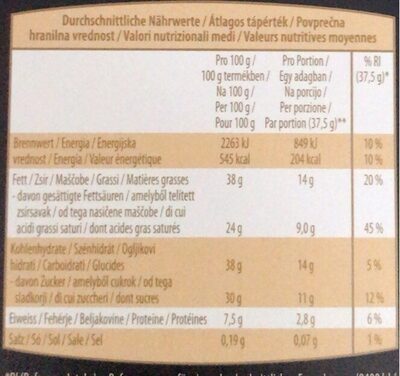 Durchschnittliche Nährwerte / Átlagos tápérték / Povprečna
hranilna vrednost / Valori nutrizionali medi / Valeurs nutritives moyennes
Pro 100 g / Pro Portion / % RI
100 g termékben / Egy adagban / (37,5 g)*
Na 100 g / Na porcijo /
Per 100 g / Per porzione /
Pour 100 g Par portion (37,5 g)**
Brennwert / Energia / Energijska 2263 kJ 849 kJ 10 %
vrednost / Energia / Valeur énergétique 545 kcal 204 kcal 10 %
Fett / Zsír / Maščobe / Grassi / Matières grasses 38 g 14 g 20 %
- davon gesättigte Fettsäuren / amelyből telített
zsírsavak / od tega nasičene maščobe / di cui
acidi grassi saturi / dont acides gras saturés 24 g 9,0 g 45 %
Kohlenhydrate / Szénhidrát / Ogljikovi
hidrati / Carboidrati / Glucides 38 g 14 g 5 %
- davon Zucker / amelyből cukrok / od tega
sladkorji / di cui zuccheri / dont sucres 30 g 11 g 12 %
Eiweiss / Fehérje / Beljakovine / Proteine / Protéines 7,5 g 2,8 g 6 %
Salz / Só / Sol / Sale / Sel 0,19 g 0,07 g 1 %